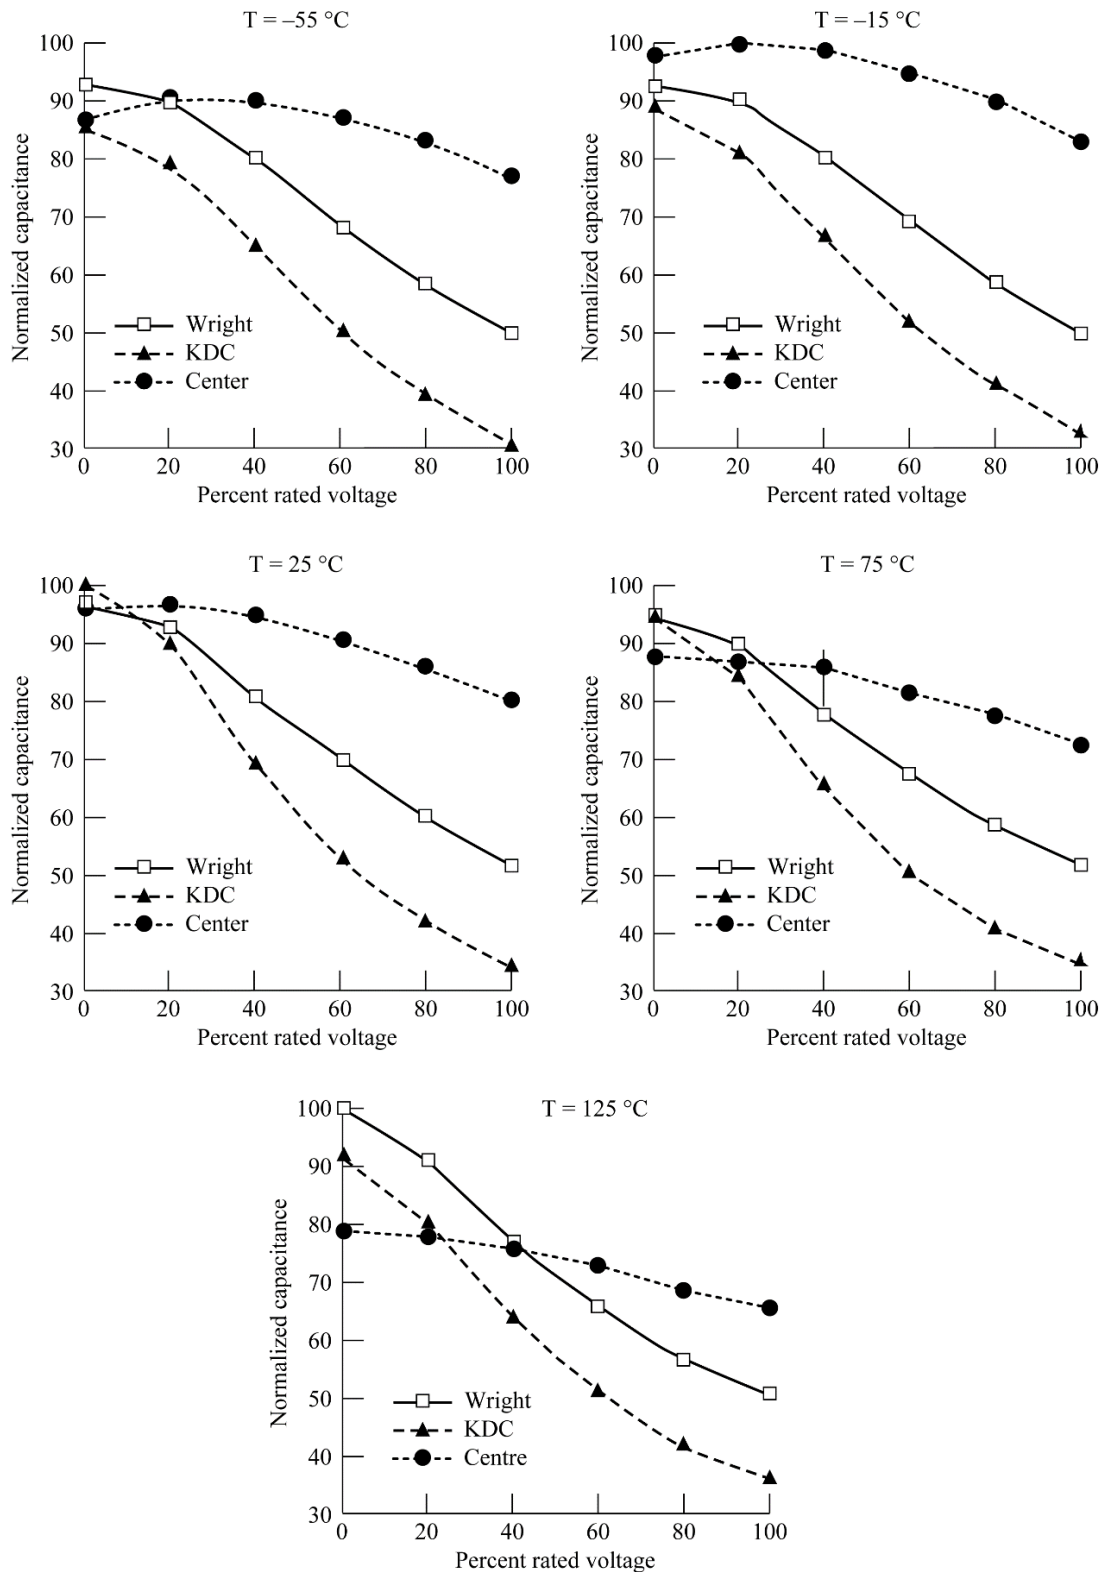 T = –55 °C
Normalized capacitance
100
90
80
70
60
50
40
30
Wright
KDC
Center
0 20 40 60 80 100
Percent rated voltage
T = –15 °C
Normalized capacitance
100
90
80
70
60
50
40
30
Wright
KDC
Center
0 20 40 60 80 100
Percent rated voltage
T = 25 °C
Normalized capacitance
100
90
80
70
60
50
40
30
Wright
KDC
Center
0 20 40 60 80 100
Percent rated voltage
T = 75 °C
Normalized capacitance
100
90
80
70
60
50
40
30
Wright
KDC
Center
0 20 40 60 80 100
Percent rated voltage
T = 125 °C
Normalized capacitance
100
90
80
70
60
50
40
30
Wright
KDC
Centre
0 20 40 60 80 100
Percent rated voltage